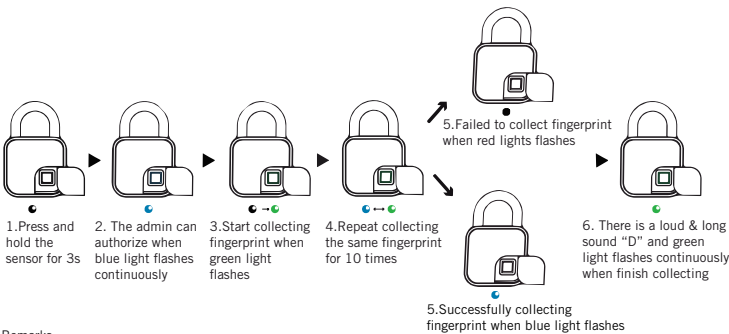 5.Failed to collect fingerprint
when red lights flashes
1.Press and
hold the
sensor for 3s
2. The admin can
authorize when
blue light flashes
continuously
3.Start collecting
fingerprint when
green light
flashes
4.Repeat collecting
the same fingerprint
for 10 times
6. There is a loud & long
sound “D” and green
light flashes continuously
when finish collecting
5.Successfully collecting
fingerprint when blue light flashes